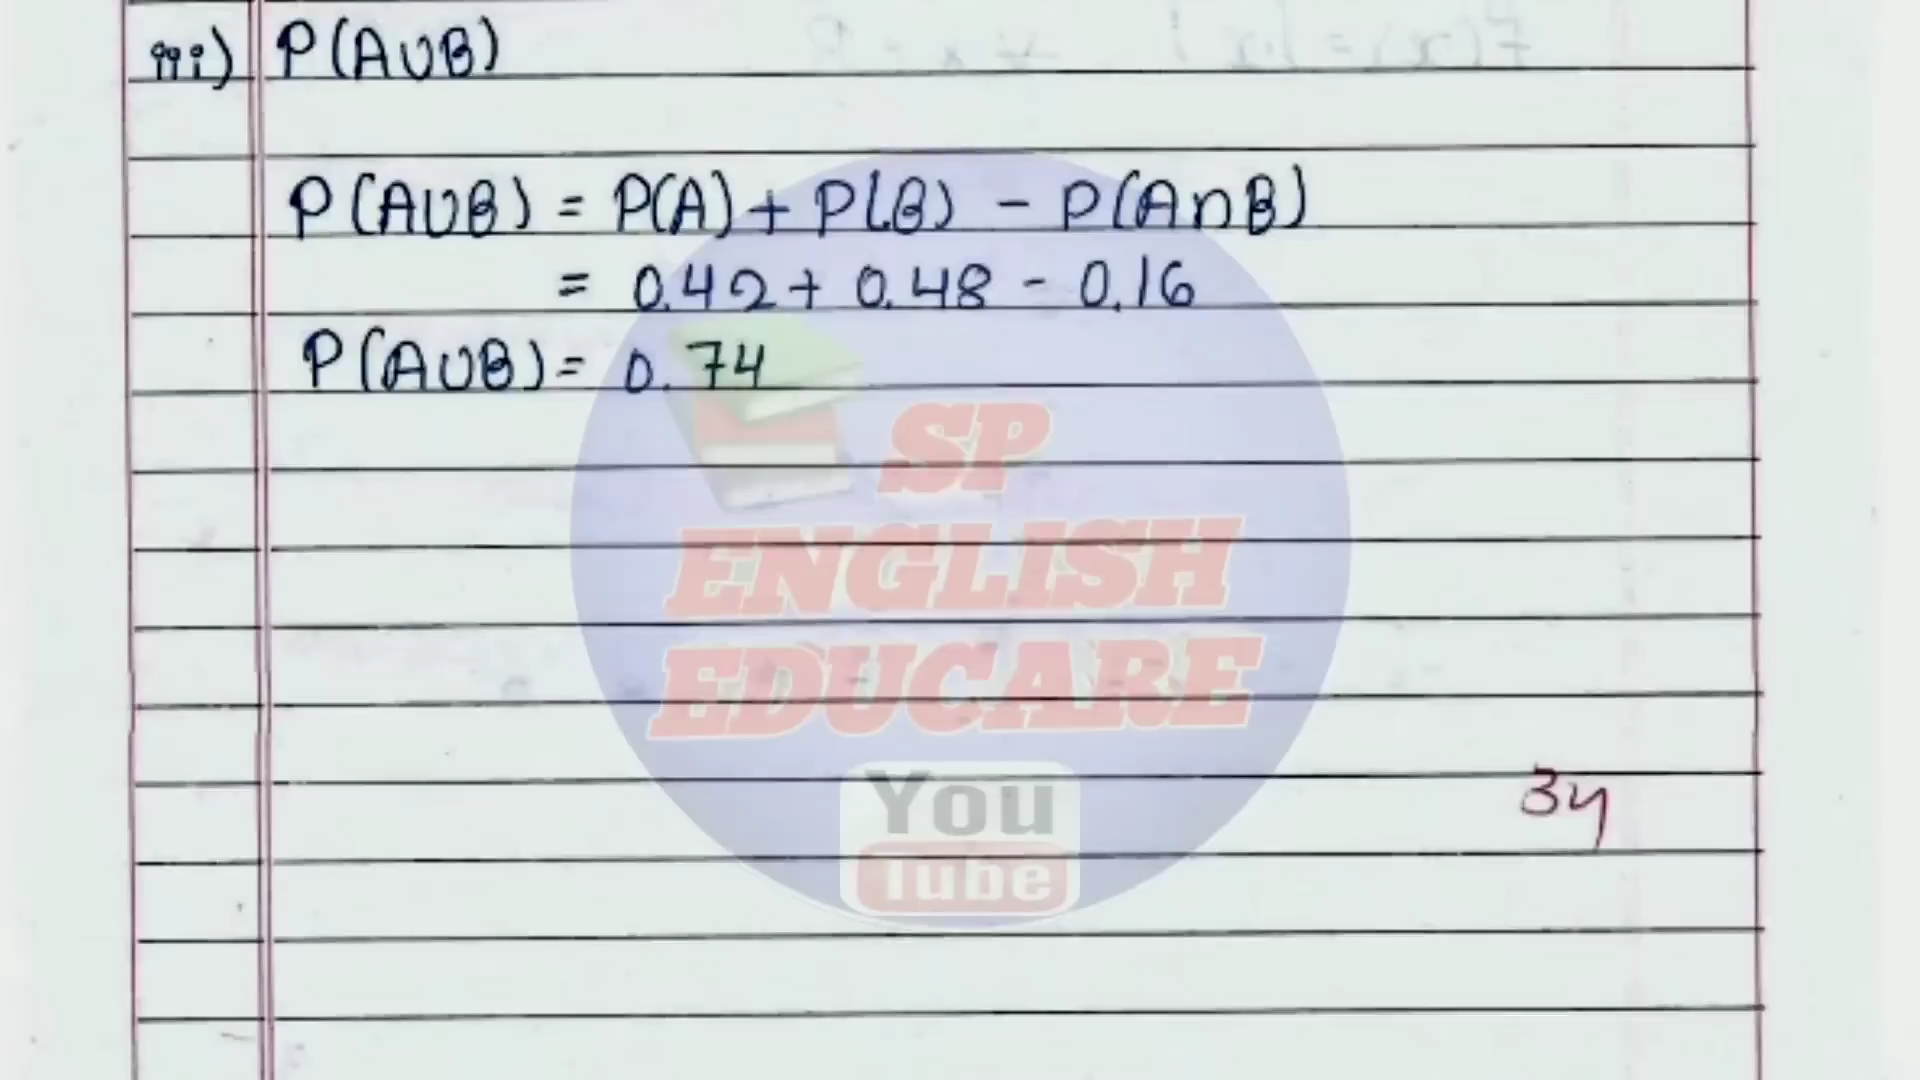 iii) P(A∪B)
P(A∪B) = P(A) + P(B) - P(A∩B)
= 0.42 + 0.48 - 0.16
P(A∪B) = 0.74
SP
ENGLISH
EDUCARE
You
Tube
34